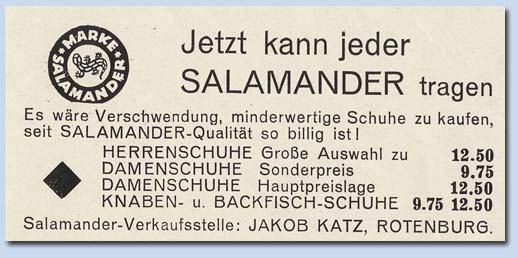 MARKE
SALAMANDER
Jetzt kann jeder
SALAMANDER tragen
Es wäre Verschwendung, minderwertige Schuhe zu kaufen,
seit SALAMANDER-Qualität so billig ist!
HERRENSCHUHE Große Auswahl zu 12.50
DAMENSCHUHE Sonderpreis 9.75
DAMENSCHUHE Hauptpreislage 12.50
KNABEN- u. BACKFISCH-SCHUHE 9.75 12.50
Salamander-Verkaufsstelle: JAKOB KATZ, ROTENBURG.